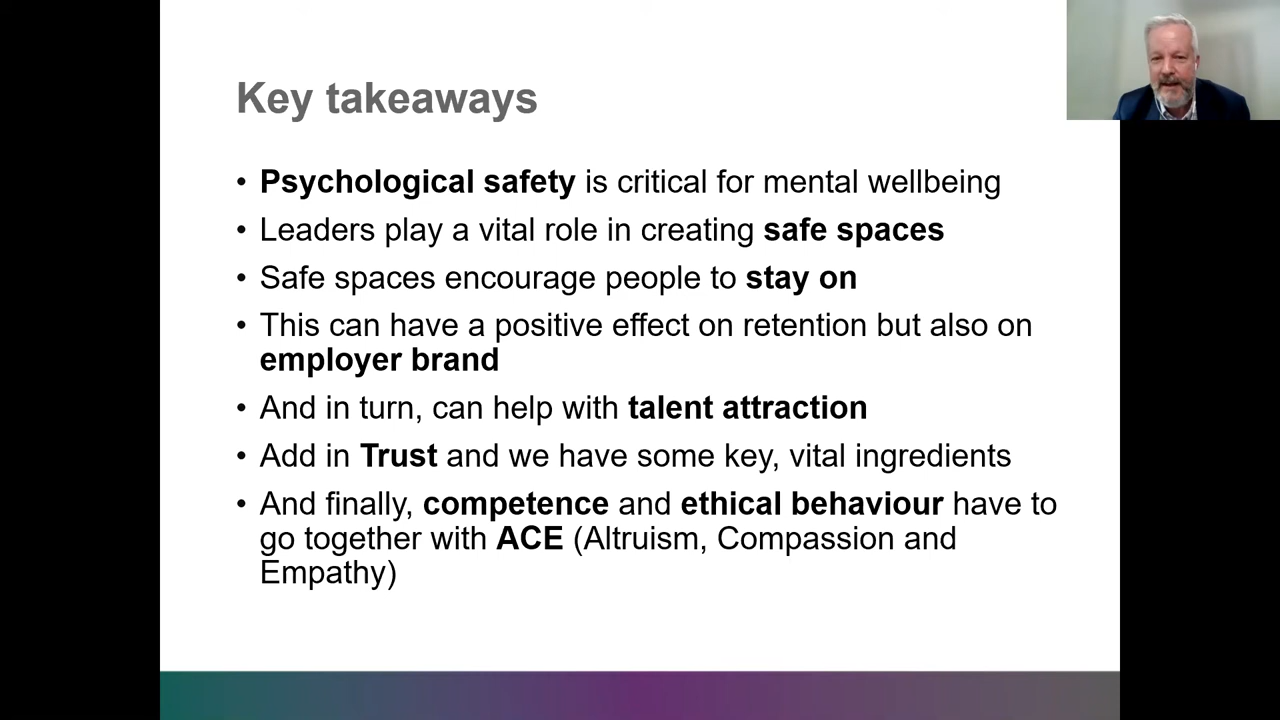 Key takeaways
• Psychological safety is critical for mental wellbeing
• Leaders play a vital role in creating safe spaces
• Safe spaces encourage people to stay on
• This can have a positive effect on retention but also on
employer brand
• And in turn, can help with talent attraction
• Add in Trust and we have some key, vital ingredients
• And finally, competence and ethical behaviour have to
go together with ACE (Altruism, Compassion and
Empathy)